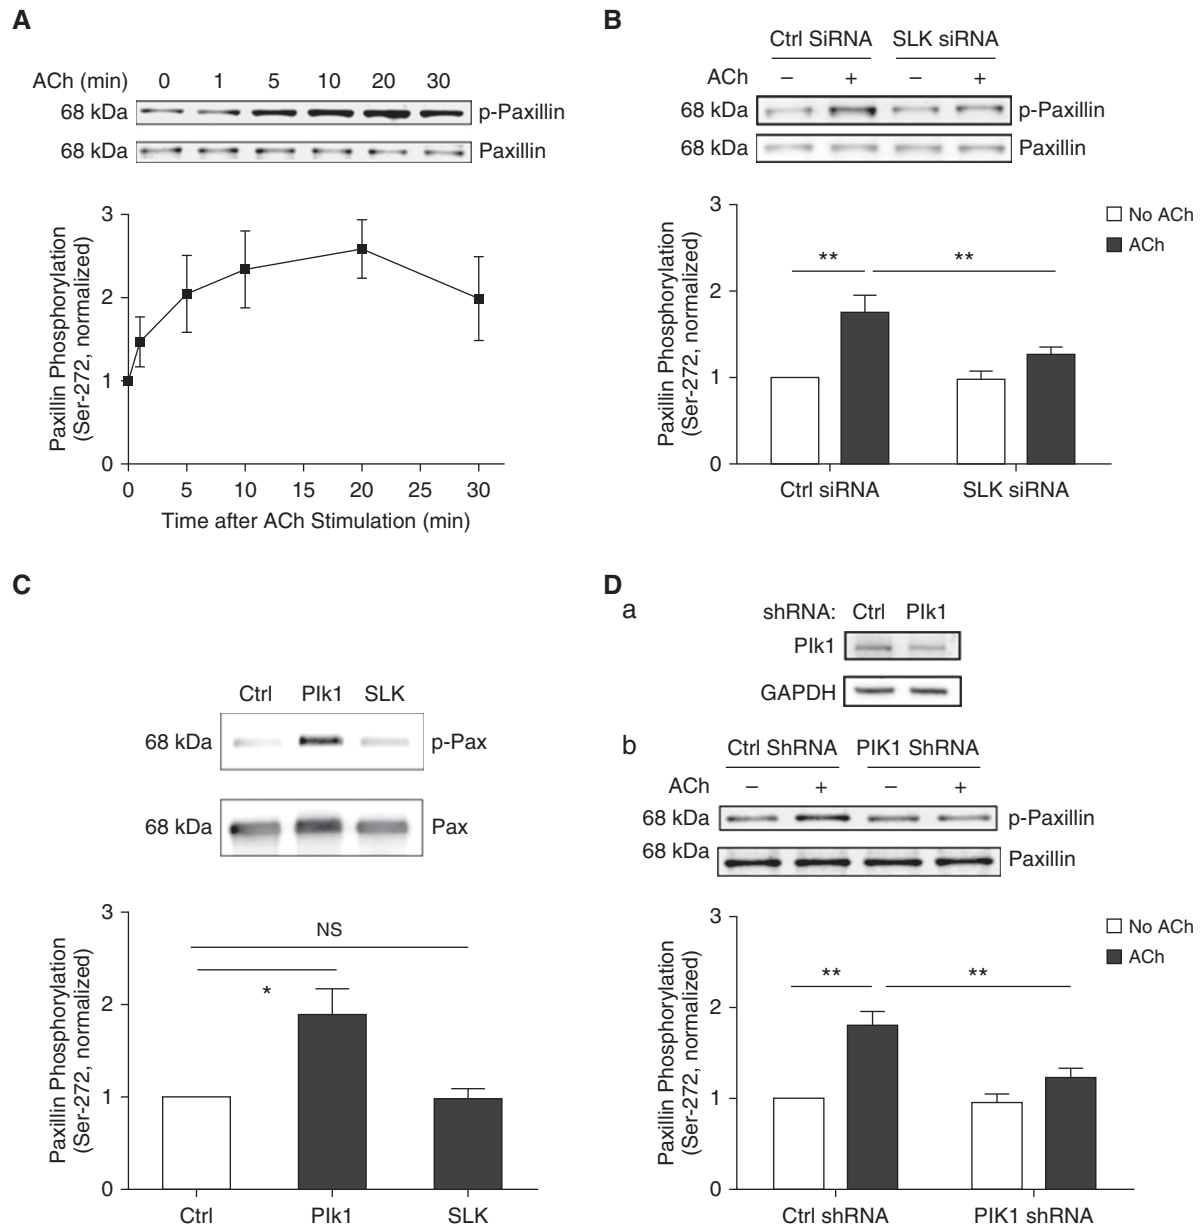 A
ACh (min) 0 1 5 10 20 30
68 kDa p-Paxillin
68 kDa Paxillin
Paxillin Phosphorylation
(Ser-272, normalized)
3
2
1
0
0 5 10 15 20 25 30
Time after ACh Stimulation (min)
B
Ctrl SiRNA SLK siRNA
ACh – + – +
68 kDa p-Paxillin
68 kDa Paxillin
Paxillin Phosphorylation
(Ser-272, normalized)
3
2
1
0
No ACh
ACh
** **
Ctrl siRNA SLK siRNA
C
Ctrl Plk1 SLK
68 kDa p-Pax
68 kDa Pax
Paxillin Phosphorylation
(Ser-272, normalized)
3
2
1
0
NS
*
Ctrl Plk1 SLK
D
a
shRNA: Ctrl Plk1
Plk1
GAPDH
b
Ctrl ShRNA PIK1 ShRNA
ACh – + – +
68 kDa p-Paxillin
68 kDa Paxillin
Paxillin Phosphorylation
(Ser-272, normalized)
3
2
1
0
No ACh
ACh
** **
Ctrl shRNA PIK1 shRNA